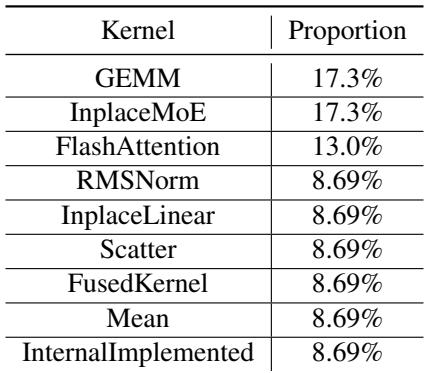 Kernel Proportion
GEMM 17.3%
InplaceMoE 17.3%
FlashAttention 13.0%
RMSNorm 8.69%
InplaceLinear 8.69%
Scatter 8.69%
FusedKernel 8.69%
Mean 8.69%
InternalImplemented 8.69%